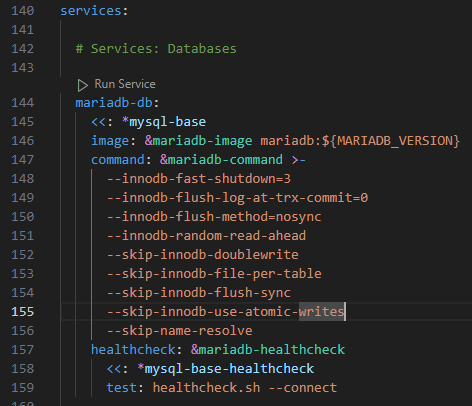 140 services:
141
142 # Services: Databases
143
Run Service
144 mariadb-db:
145 <<: *mysql-base
146 image: &mariadb-image mariadb:${MARIADB_VERSION}
147 command: &mariadb-command >-
148 --innodb-fast-shutdown=3
149 --innodb-flush-log-at-trx-commit=0
150 --innodb-flush-method=nosync
151 --innodb-random-read-ahead
152 --skip-innodb-doublewrite
153 --skip-innodb-file-per-table
154 --skip-innodb-flush-sync
155 --skip-innodb-use-atomic-writes
156 --skip-name-resolve
157 healthcheck: &mariadb-healthcheck
158 <<: *mysql-base-healthcheck
159 test: healthcheck.sh --connect